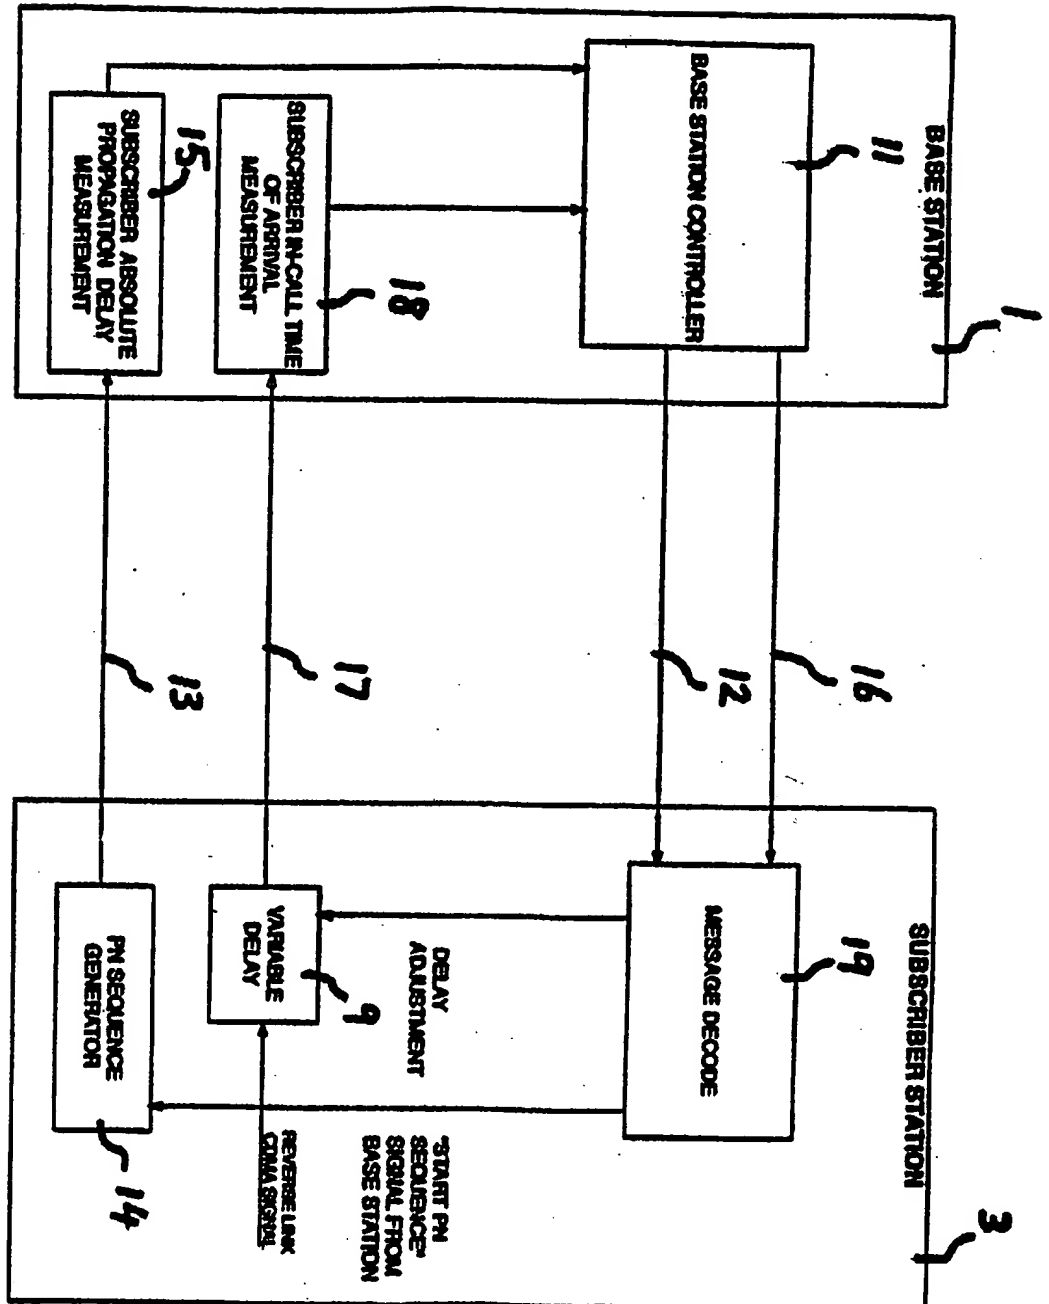 1
BASE STATION
11
BASE STATION CONTROLLER
18
SUBSCRIBER IN-CALL TIME
OF ARRIVAL
MEASUREMENT
15
SUBSCRIBER ABSOLUTE
PROPAGATION DELAY
MEASUREMENT
16
12
17
13
3
SUBSCRIBER STATION
19
MESSAGE DECODE
DELAY
ADJUSTMENT
"START PN
SEQUENCE"
SIGNAL FROM
BASE STATION
9
VARIABLE
DELAY
REVERSE LINK
CDMA SIGNAL
PN SEQUENCE
GENERATOR
14